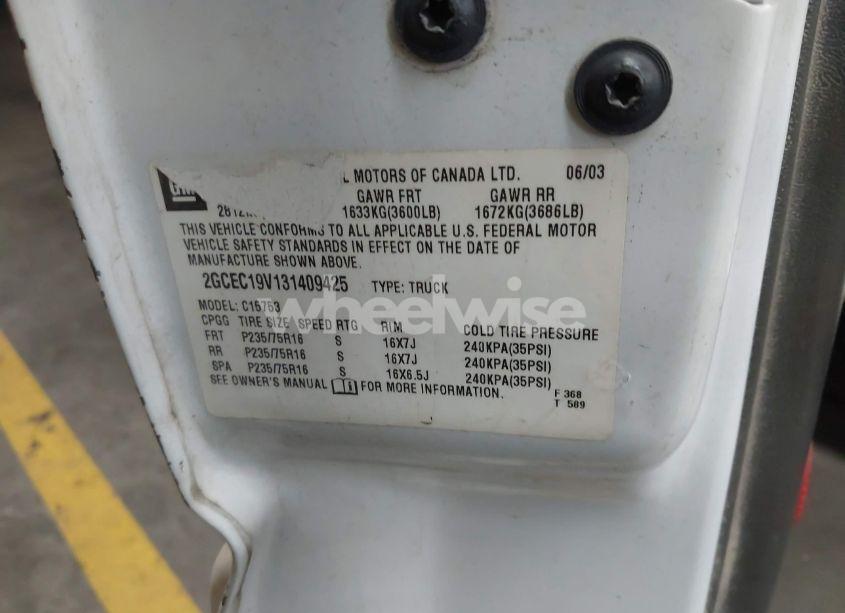 L MOTORS OF CANADA LTD. 06/03
GAWR FRT GAWR RR
1633KG(3600LB) 1672KG(3686LB)
THIS VEHICLE CONFORMS TO ALL APPLICABLE U.S. FEDERAL MOTOR
VEHICLE SAFETY STANDARDS IN EFFECT ON THE DATE OF
MANUFACTURE SHOWN ABOVE.
2GCEC19V131409425 TYPE: TRUCK
wheelwise
MODEL: C15753
CPGG TIRE SIZE SPEED RTG RIM COLD TIRE PRESSURE
FRT P235/75R16 S 16X7J 240KPA(35PSI)
RR P235/75R16 S 16X7J 240KPA(35PSI)
SPA P235/75R16 S 16X6.5J 240KPA(35PSI)
SEE OWNER'S MANUAL FOR MORE INFORMATION.
F 368
T 589